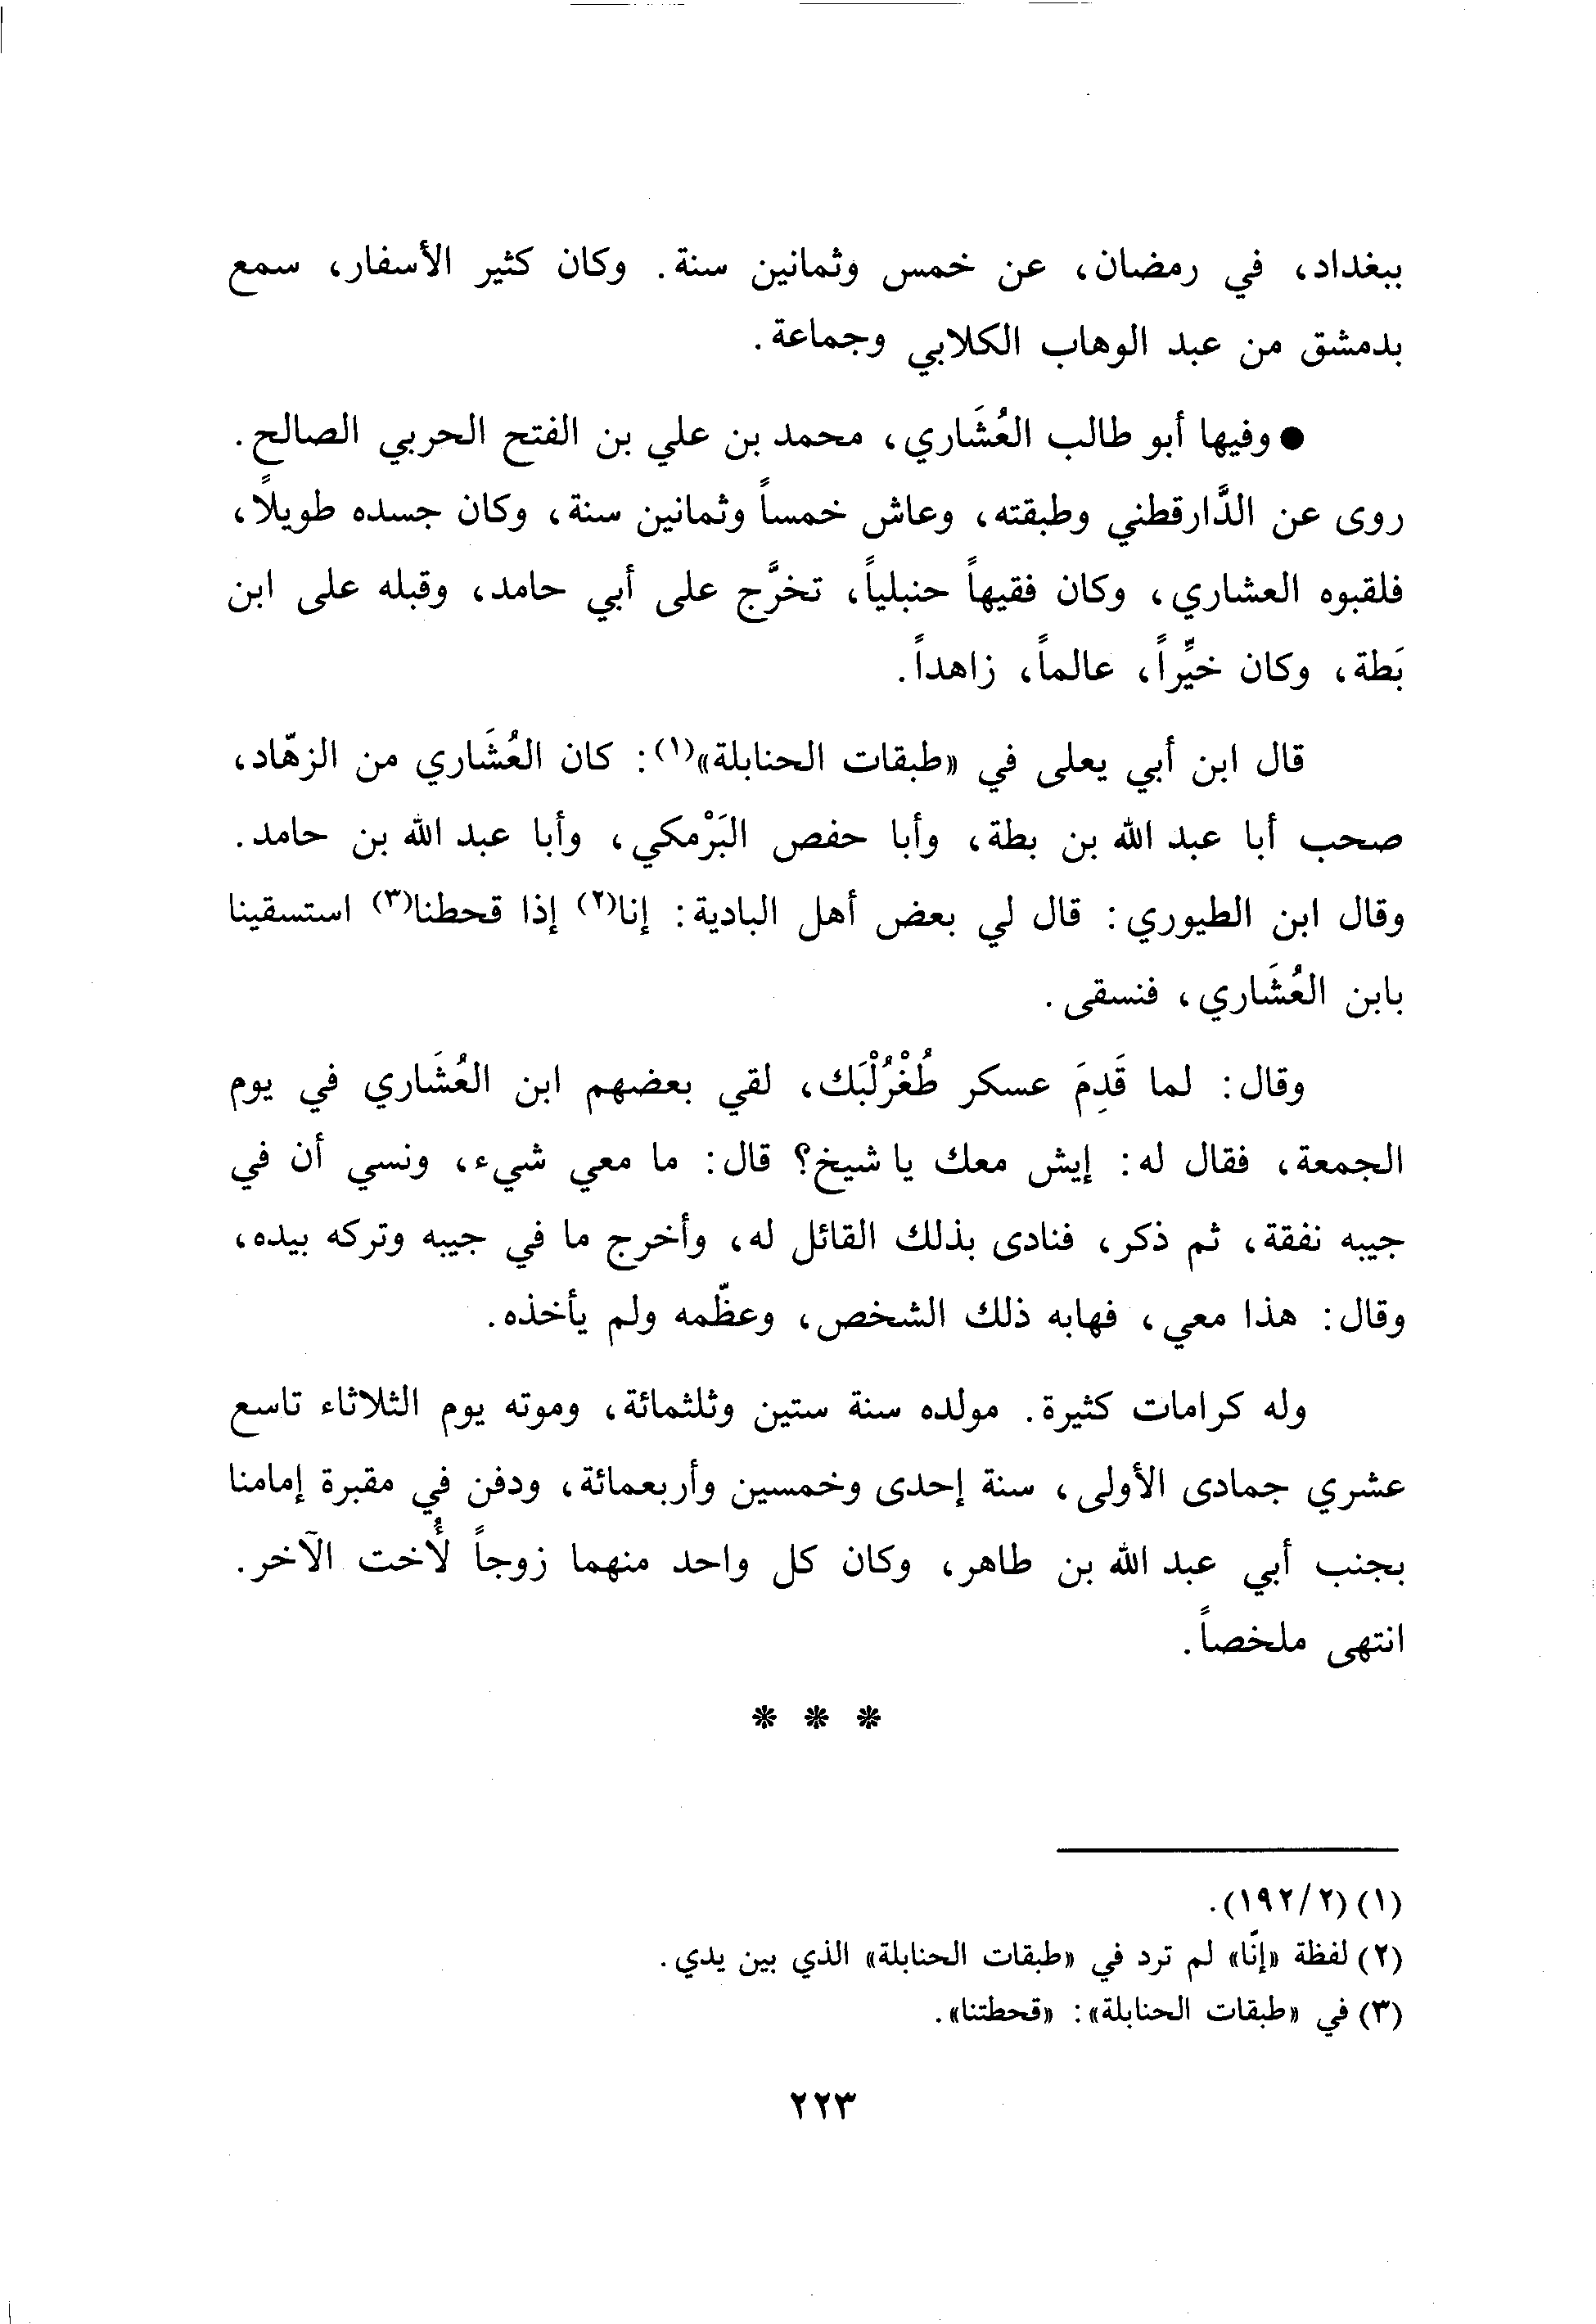 ببغداد، في رمضان، عن خمس وثمانين سنة. وكان كثير الأسفار، سمع
بدمشق من عبد الوهاب الكلابي وجماعة.
● وفيها أبو طالب العُشَاري، محمد بن علي بن الفتح الحربي الصالح.
روى عن الدَّارقطني وطبقته، وعاش خمساً وثمانين سنة، وكان جسده طويلًا،
فلقبوه العشاري، وكان فقيهاً حنبلياً، تخرَّج على أبي حامد، وقبله على ابن
بَطة، وكان خيِّراً، عالماً، زاهداً.
قال ابن أبي يعلى في «طبقات الحنابلة»(١): كان العُشَاري من الزهّاد،
صحب أبا عبد الله بن بطة، وأبا حفص البَرْمكي، وأبا عبد الله بن حامد.
وقال ابن الطيوري: قال لي بعض أهل البادية: إنا(٢) إذا قحطنا(٣) استسقينا
بابن العُشَاري، فنسقى.
وقال: لما قَدِمَ عسكر طُغْرُلْبَك، لقي بعضهم ابن العُشَاري في يوم
الجمعة، فقال له: إيش معك يا شيخ؟ قال: ما معي شيء، ونسي أن في
جيبه نفقة، ثم ذكر، فنادى بذلك القائل له، وأخرج ما في جيبه وتركه بيده،
وقال: هذا معي، فهابه ذلك الشخص، وعظّمه ولم يأخذه.
وله كرامات كثيرة. مولده سنة ستين وثلثمائة، وموته يوم الثلاثاء تاسع
عشري جمادى الأولى، سنة إحدى وخمسين وأربعمائة، ودفن في مقبرة إمامنا
بجنب أبي عبد الله بن طاهر، وكان كل واحد منهما زوجاً لأُخت الآخر.
انتهى ملخصاً.
* * *
(١) (١٩٢/٢).
(٢) لفظة «إنّا» لم ترد في «طبقات الحنابلة» الذي بين يدي.
(٣) في «طبقات الحنابلة»: «قحطتنا».
٢٢٣